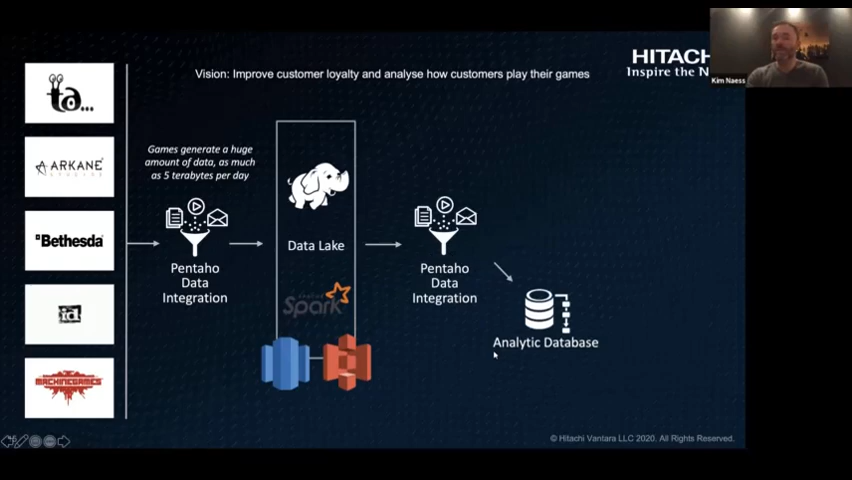 HITACH
Inspire the N
Kim Naess
Vision: Improve customer loyalty and analyse how customers play their games
ta...
ARKANE
Bethesda
id
MACHINEGAMES
Games generate a huge
amount of data, as much
as 5 terabytes per day
Pentaho
Data
Integration
Data Lake
Spark
Pentaho
Data
Integration
Analytic Database
© Hitachi Vantara LLC 2020. All Rights Reserved.